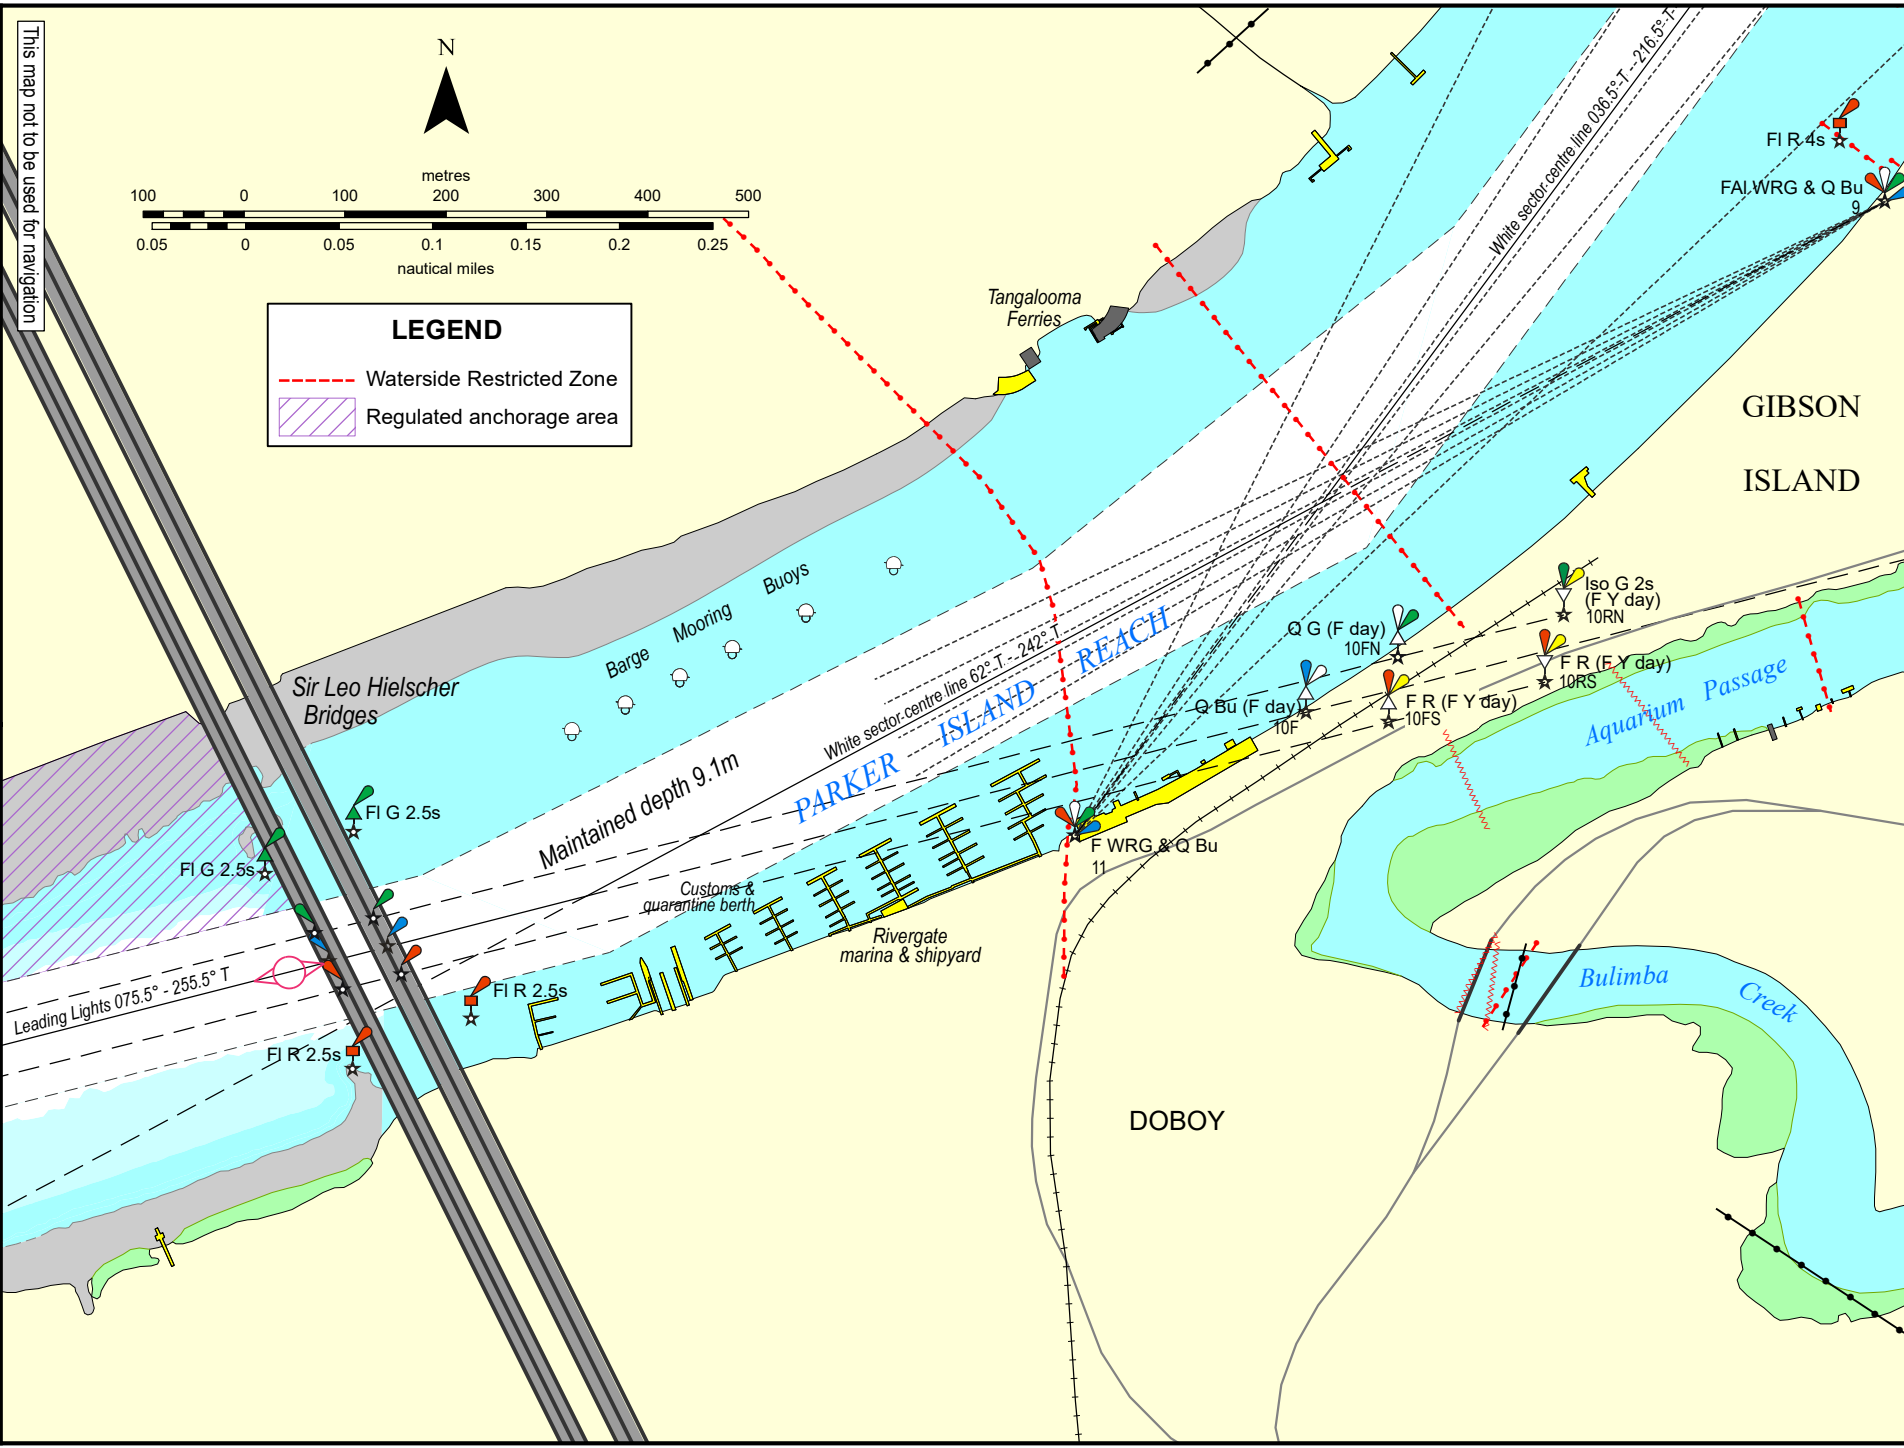 This map not to be used for navigation
N
metres
100 0 100 200 300 400 500
0.05 0 0.05 0.1 0.15 0.2 0.25
nautical miles
LEGEND
Waterside Restricted Zone
Regulated anchorage area
White sector centre line 036.5° T - 216.5° T
Fl R 4s
FAl WRG & Q Bu
9
Tangalooma
Ferries
GIBSON
ISLAND
Barge Mooring Buoys
Sir Leo Hielscher
Bridges
White sector centre line 62° T - 242° T
PARKER ISLAND REACH
Maintained depth 9.1m
Iso G 2s
(F Y day)
10RN
Q G (F day)
10FN
F R (F Y day)
10RS
Q Bu (F day)
10F
F R (F Y day)
10FS
Aquarium Passage
Fl G 2.5s
Fl G 2.5s
F WRG & Q Bu
11
Customs &
quarantine berth
Rivergate
marina & shipyard
Leading Lights 075.5° - 255.5° T
Fl R 2.5s
Fl R 2.5s
Bulimba Creek
DOBOY